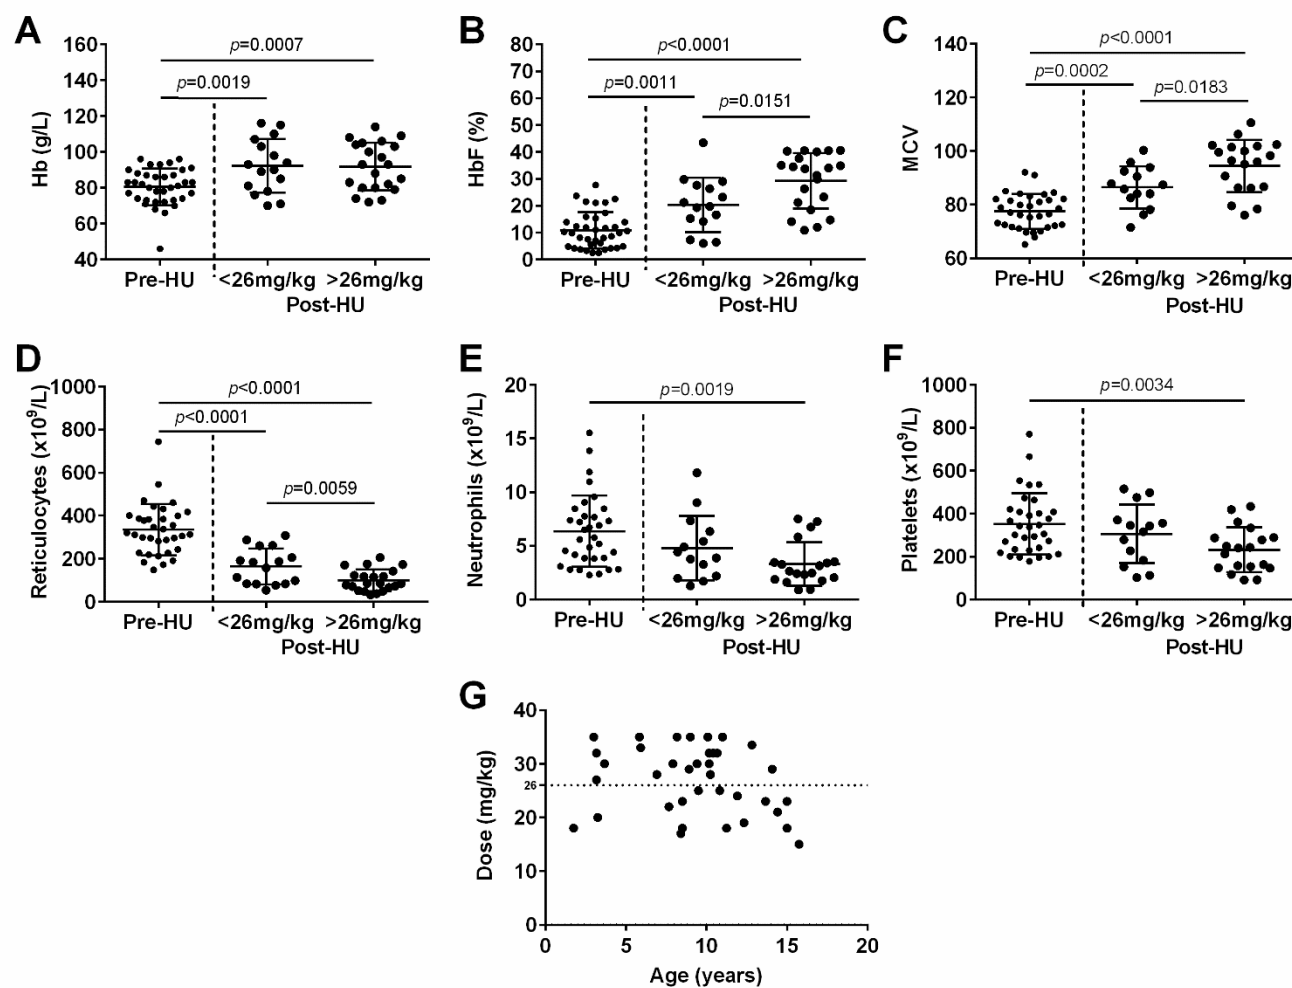 A
Hb (g/L)
160
140
120
100
80
60
40
p=0.0007
p=0.0019
Pre-HU
<26mg/kg
>26mg/kg
Post-HU
B
HbF (%)
80
70
60
50
40
30
20
10
0
p<0.0001
p=0.0011
p=0.0151
Pre-HU
<26mg/kg
>26mg/kg
Post-HU
C
MCV
140
120
100
80
60
p<0.0001
p=0.0002
p=0.0183
Pre-HU
<26mg/kg
>26mg/kg
Post-HU
D
Reticulocytes (x10⁹/L)
1000
800
600
400
200
0
p<0.0001
p<0.0001
p=0.0059
Pre-HU
<26mg/kg
>26mg/kg
Post-HU
E
Neutrophils (x10⁹/L)
20
15
10
5
0
p=0.0019
Pre-HU
<26mg/kg
>26mg/kg
Post-HU
F
Platelets (x10⁹/L)
1000
800
600
400
200
0
p=0.0034
Pre-HU
<26mg/kg
>26mg/kg
Post-HU
G
Dose (mg/kg)
40
30
26
20
10
0
0
5
10
15
20
Age (years)